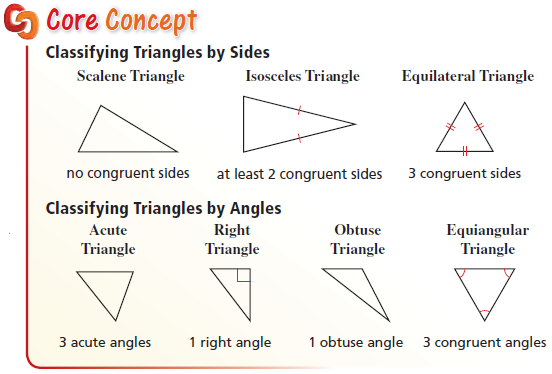 Core Concept
Classifying Triangles by Sides
Scalene Triangle
Isosceles Triangle
Equilateral Triangle
no congruent sides
at least 2 congruent sides
3 congruent sides
Classifying Triangles by Angles
Acute
Triangle
Right
Triangle
Obtuse
Triangle
Equiangular
Triangle
3 acute angles
1 right angle
1 obtuse angle
3 congruent angles